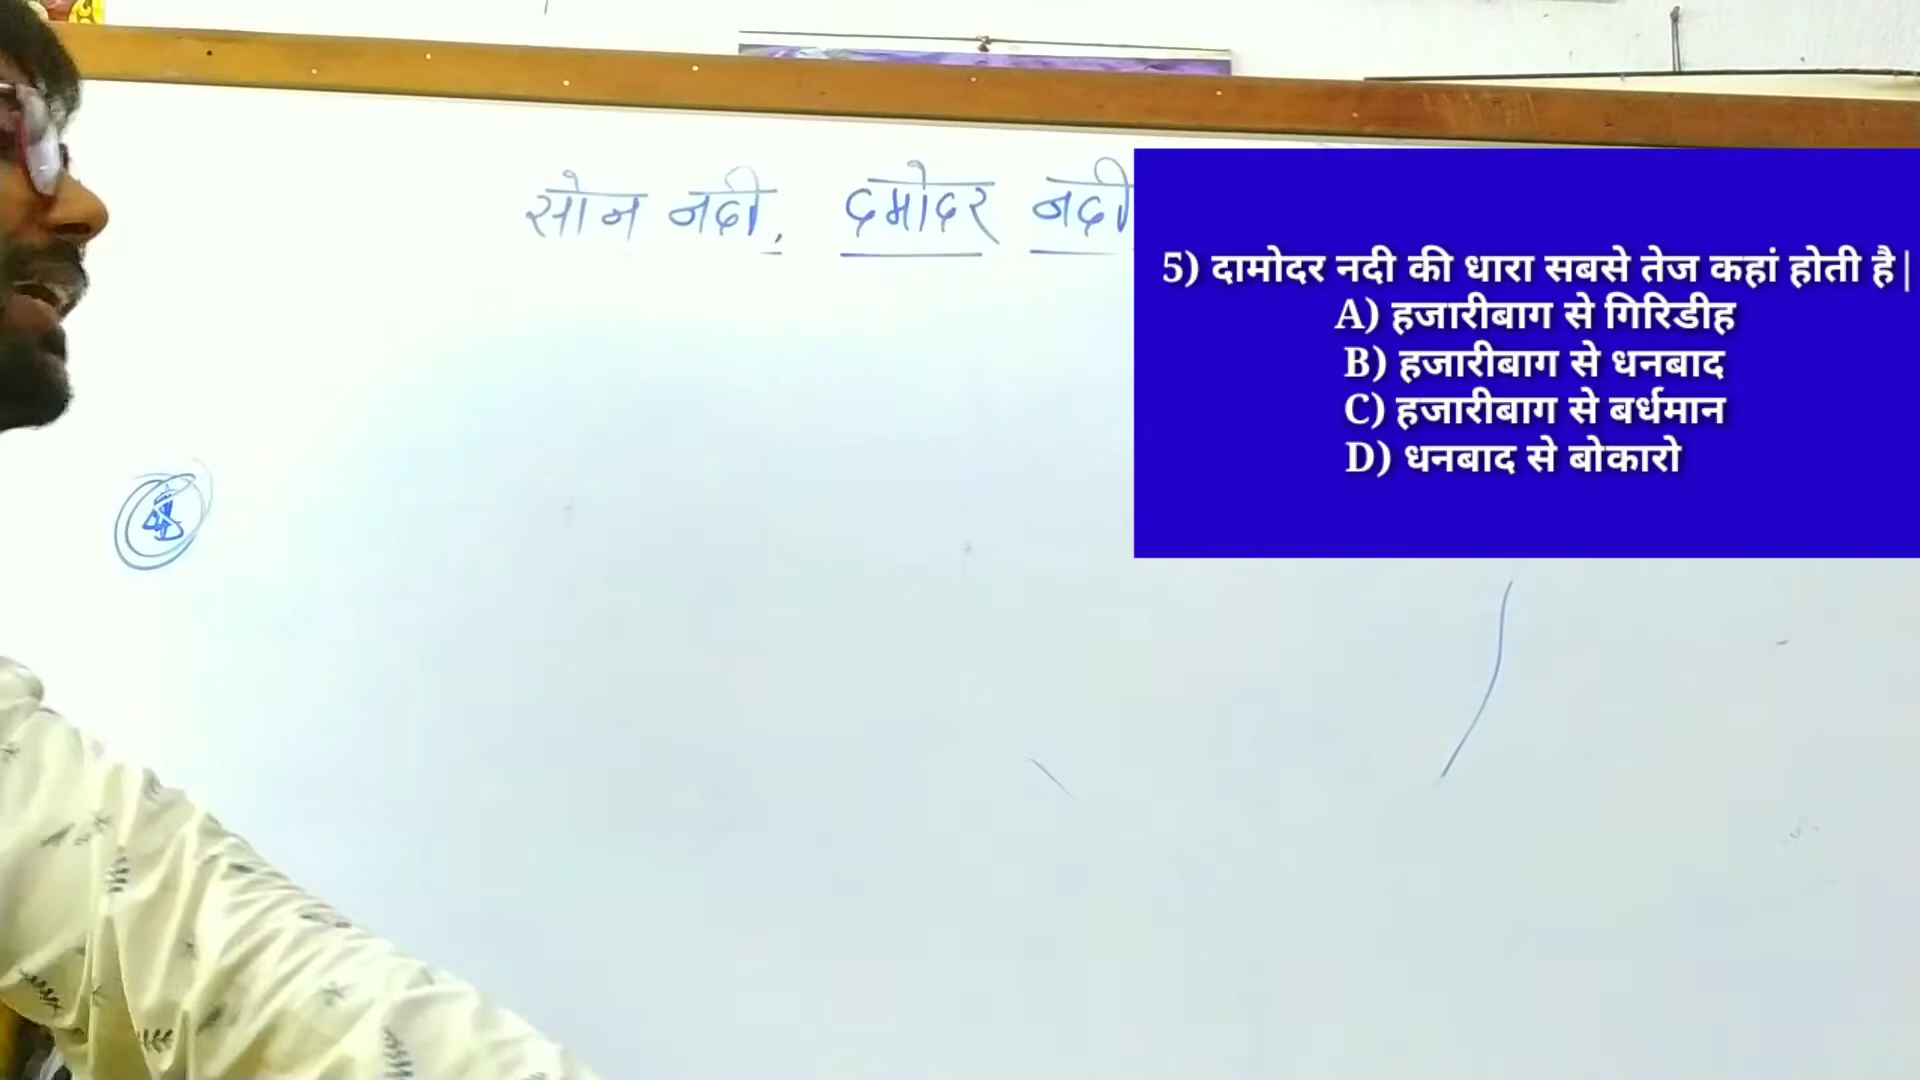 सोन नदी, दमोदर नदी
5) दामोदर नदी की धारा सबसे तेज कहां होती है|
A) हजारीबाग से गिरिडीह
B) हजारीबाग से धनबाद
C) हजारीबाग से बर्धमान
D) धनबाद से बोकारो